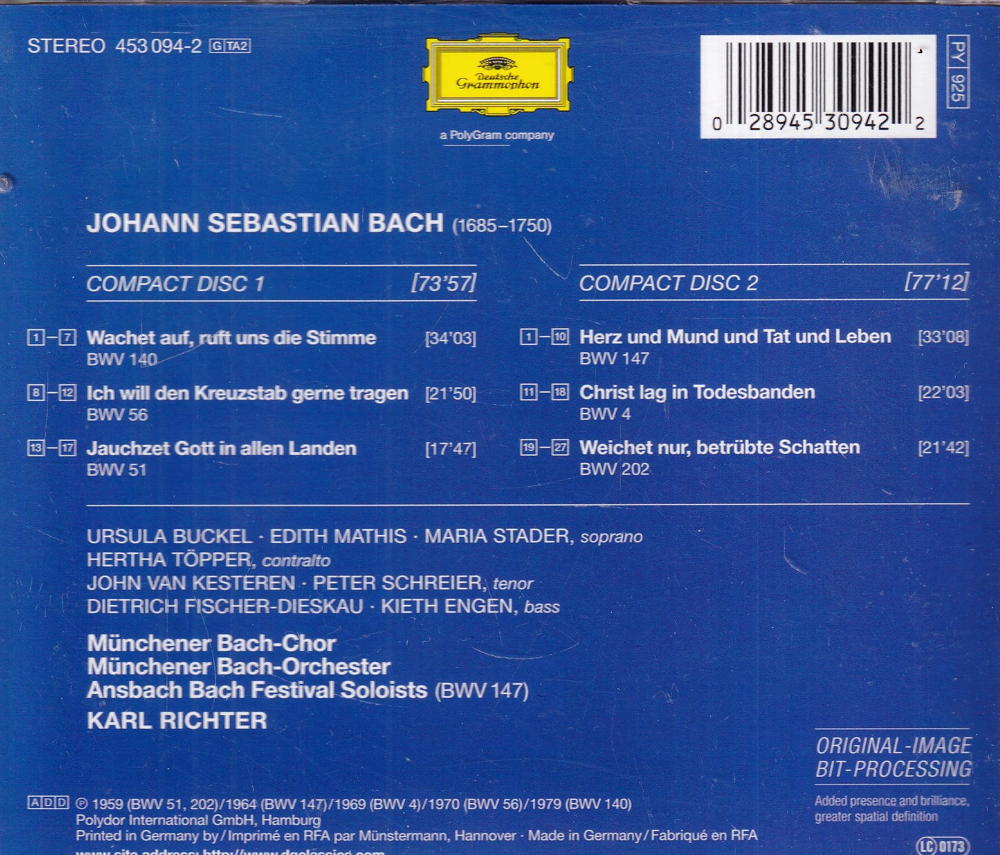 STEREO 453 094-2 G TA2
Deutsche
Grammophon
a PolyGram company
0 28945 30942 2
PY 925
JOHANN SEBASTIAN BACH (1685–1750)
COMPACT DISC 1 [73'57]
1–7 Wachet auf, ruft uns die Stimme [34'03]
BWV 140
8–12 Ich will den Kreuzstab gerne tragen [21'50]
BWV 56
13–17 Jauchzet Gott in allen Landen [17'47]
BWV 51
COMPACT DISC 2 [77'12]
1–10 Herz und Mund und Tat und Leben [33'08]
BWV 147
11–18 Christ lag in Todesbanden [22'03]
BWV 4
19–27 Weichet nur, betrübte Schatten [21'42]
BWV 202
URSULA BUCKEL · EDITH MATHIS · MARIA STADER, soprano
HERTHA TÖPPER, contralto
JOHN VAN KESTEREN · PETER SCHREIER, tenor
DIETRICH FISCHER-DIESKAU · KIETH ENGEN, bass
Münchener Bach-Chor
Münchener Bach-Orchester
Ansbach Bach Festival Soloists (BWV 147)
KARL RICHTER
ORIGINAL-IMAGE
BIT-PROCESSING
Added presence and brilliance,
greater spatial definition
ADD ℗ 1959 (BWV 51, 202)/1964 (BWV 147)/1969 (BWV 4)/1970 (BWV 56)/1979 (BWV 140)
Polydor International GmbH, Hamburg
Printed in Germany by/Imprimé en RFA par Münstermann, Hannover · Made in Germany/Fabriqué en RFA
www site address: http://www.dgclassics.com
LC 0173